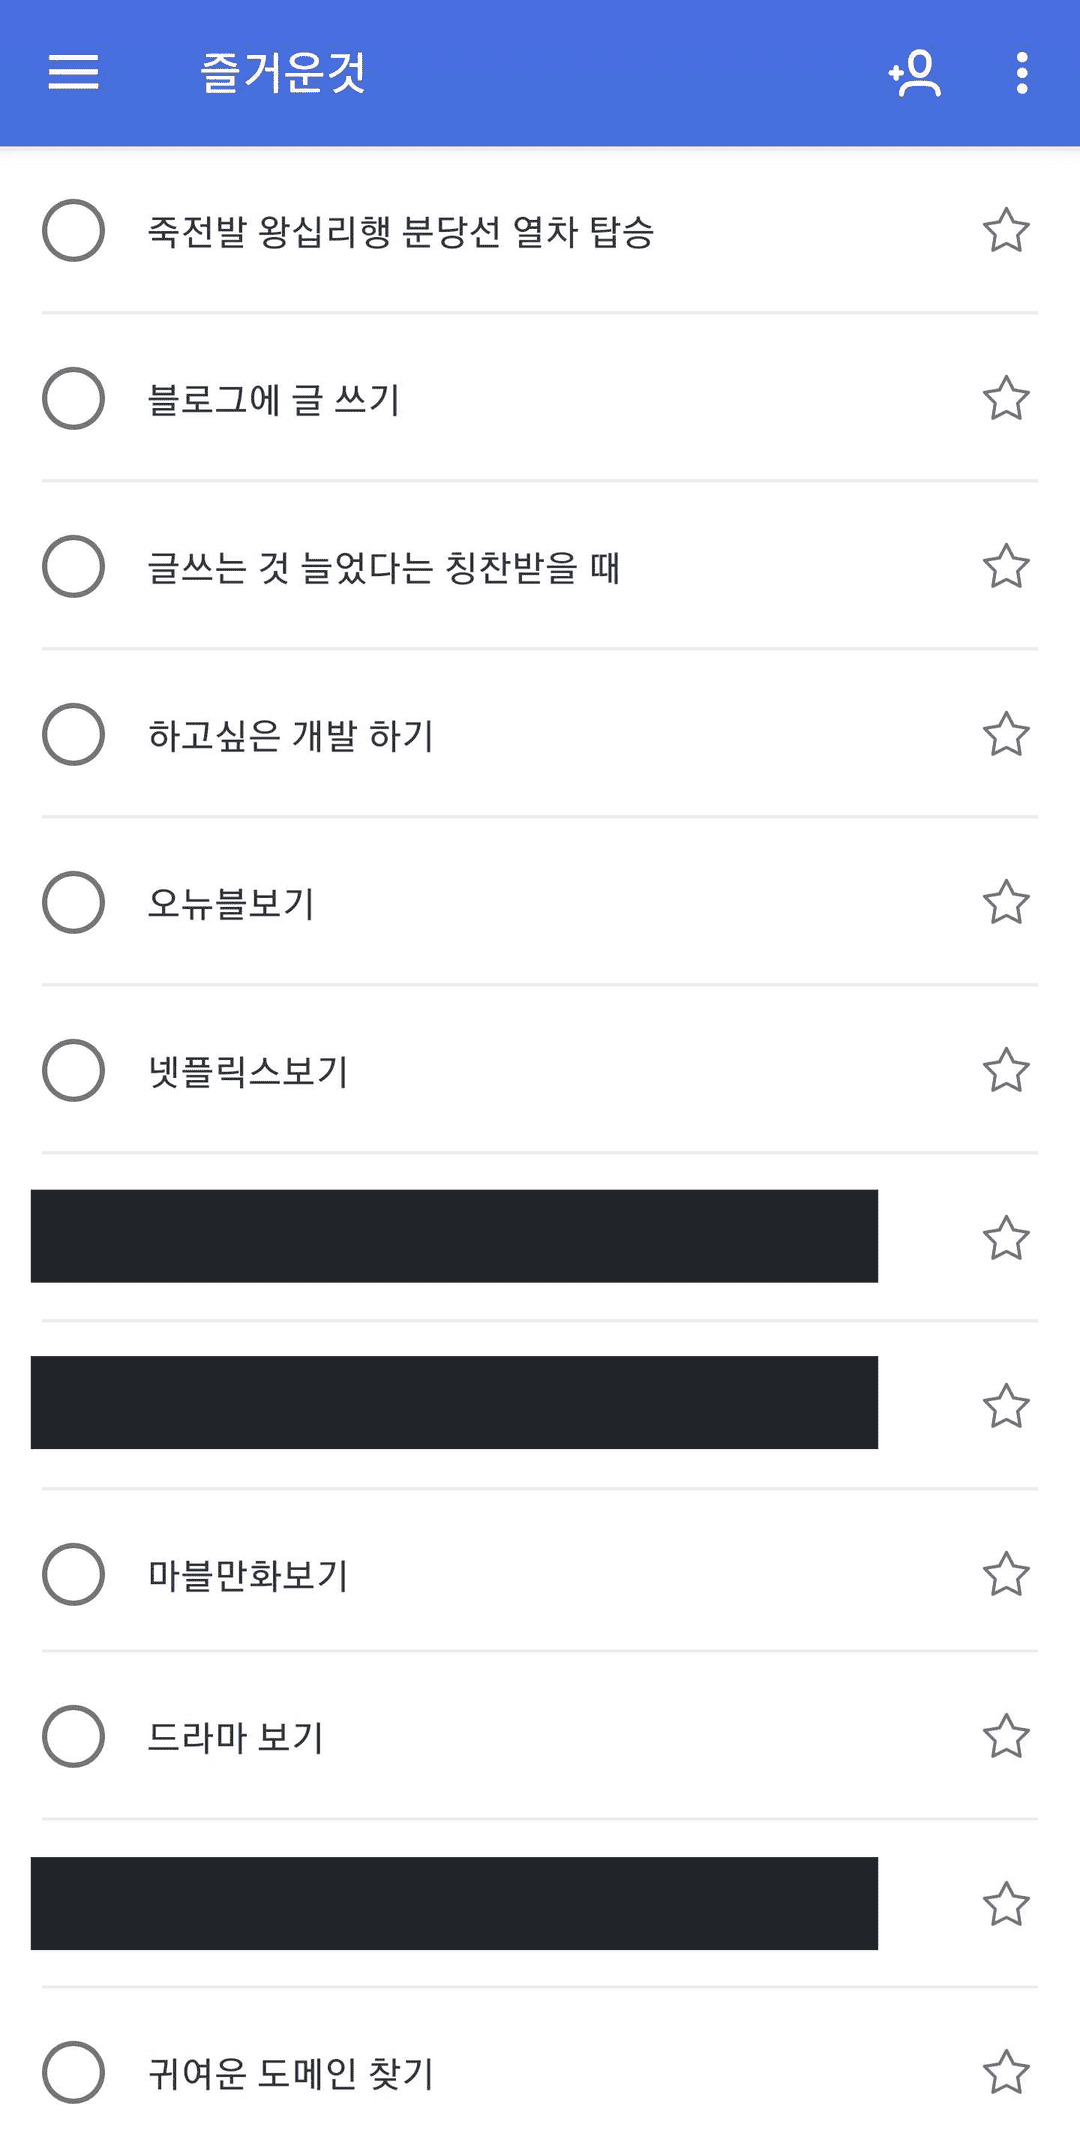 즐거운것
죽전발 왕십리행 분당선 열차 탑승
블로그에 글 쓰기
글쓰는 것 늘었다는 칭찬받을 때
하고싶은 개발 하기
오뉴블보기
넷플릭스보기
마블만화보기
드라마 보기
귀여운 도메인 찾기